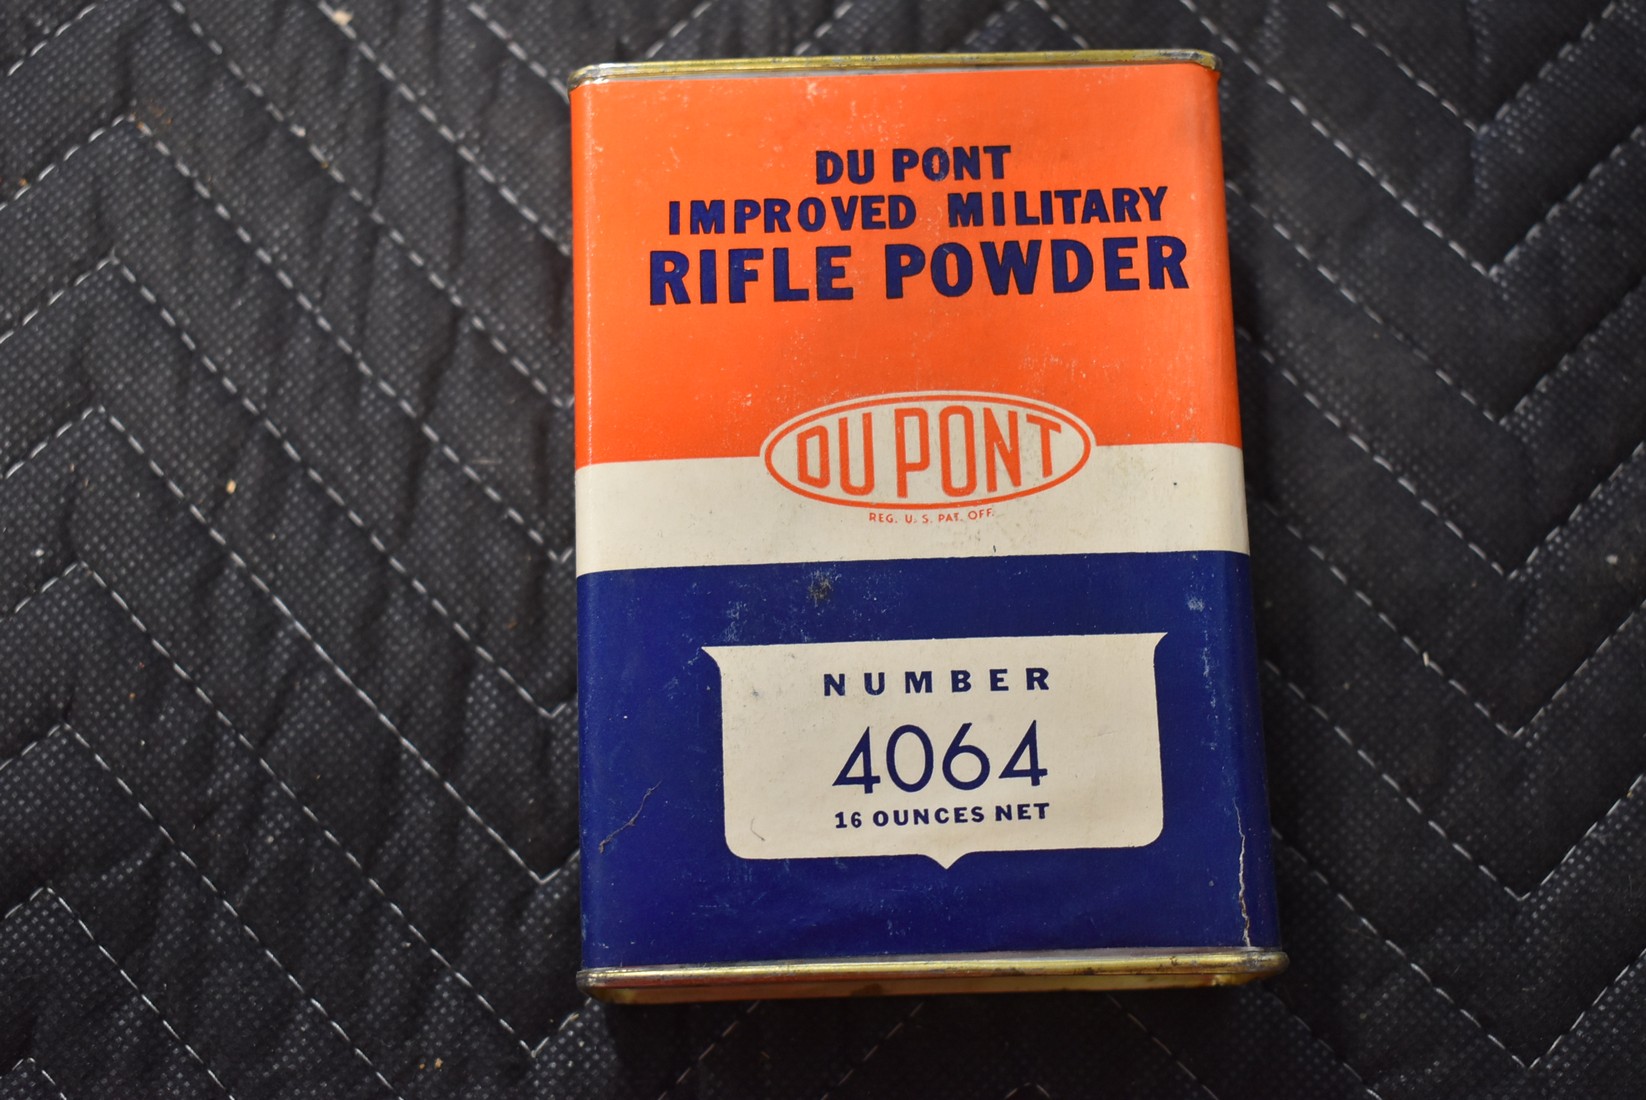 DU PONT
IMPROVED MILITARY
RIFLE POWDER
DU PONT
REG. U. S. PAT. OFF.
NUMBER
4064
16 OUNCES NET